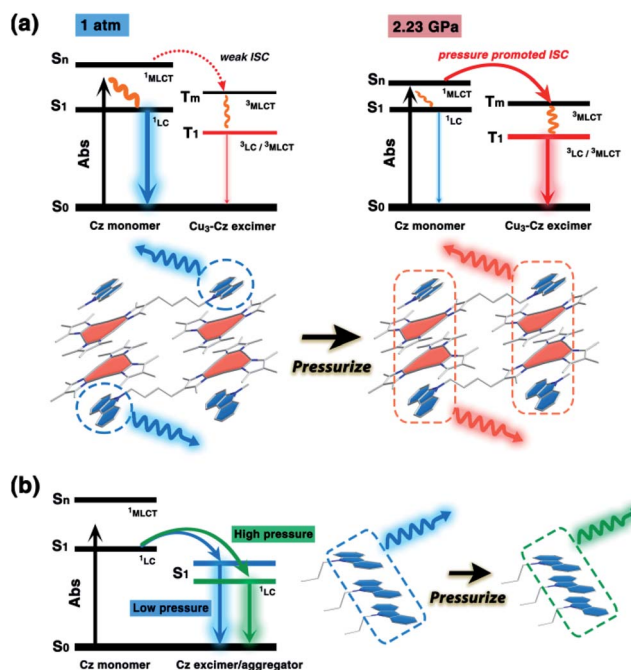 (a)
1 atm
2.23 GPa
Sn
¹MLCT
weak ISC
S1
¹LC
Tm
³MLCT
T1
³LC / ³MLCT
Abs
S0
Cz monomer
Cu₃-Cz excimer
pressure promoted ISC
Sn
¹MLCT
S1
¹LC
Tm
³MLCT
T1
³LC / ³MLCT
Abs
S0
Cz monomer
Cu₃-Cz excimer
Pressurize
(b)
Sn
¹MLCT
High pressure
S1
¹LC
S1
¹LC
Low pressure
Abs
S0
Cz monomer
Cz excimer/aggregator
Pressurize